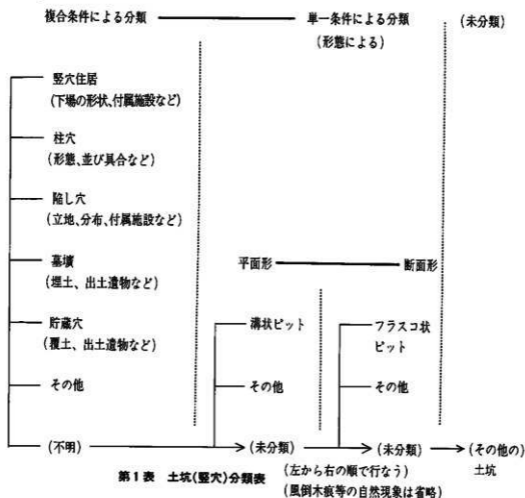 複合条件による分類
単一条件による分類
(形態による)
(未分類)
竪穴住居
(下場の形状、付属施設など)
柱穴
(形態、並び具合など)
陥し穴
(立地、分布、付属施設など)
墓壙
(埋土、出土遺物など)
貯蔵穴
(覆土、出土遺物など)
その他
(不明)
平面形
断面形
溝状ピット
その他
(未分類)
フラスコ状
ピット
その他
(未分類)
(その他の)
土坑
(左から右の順で行なう)
(風倒木痕等の自然現象は省略)
第1表 土坑(竪穴)分類表